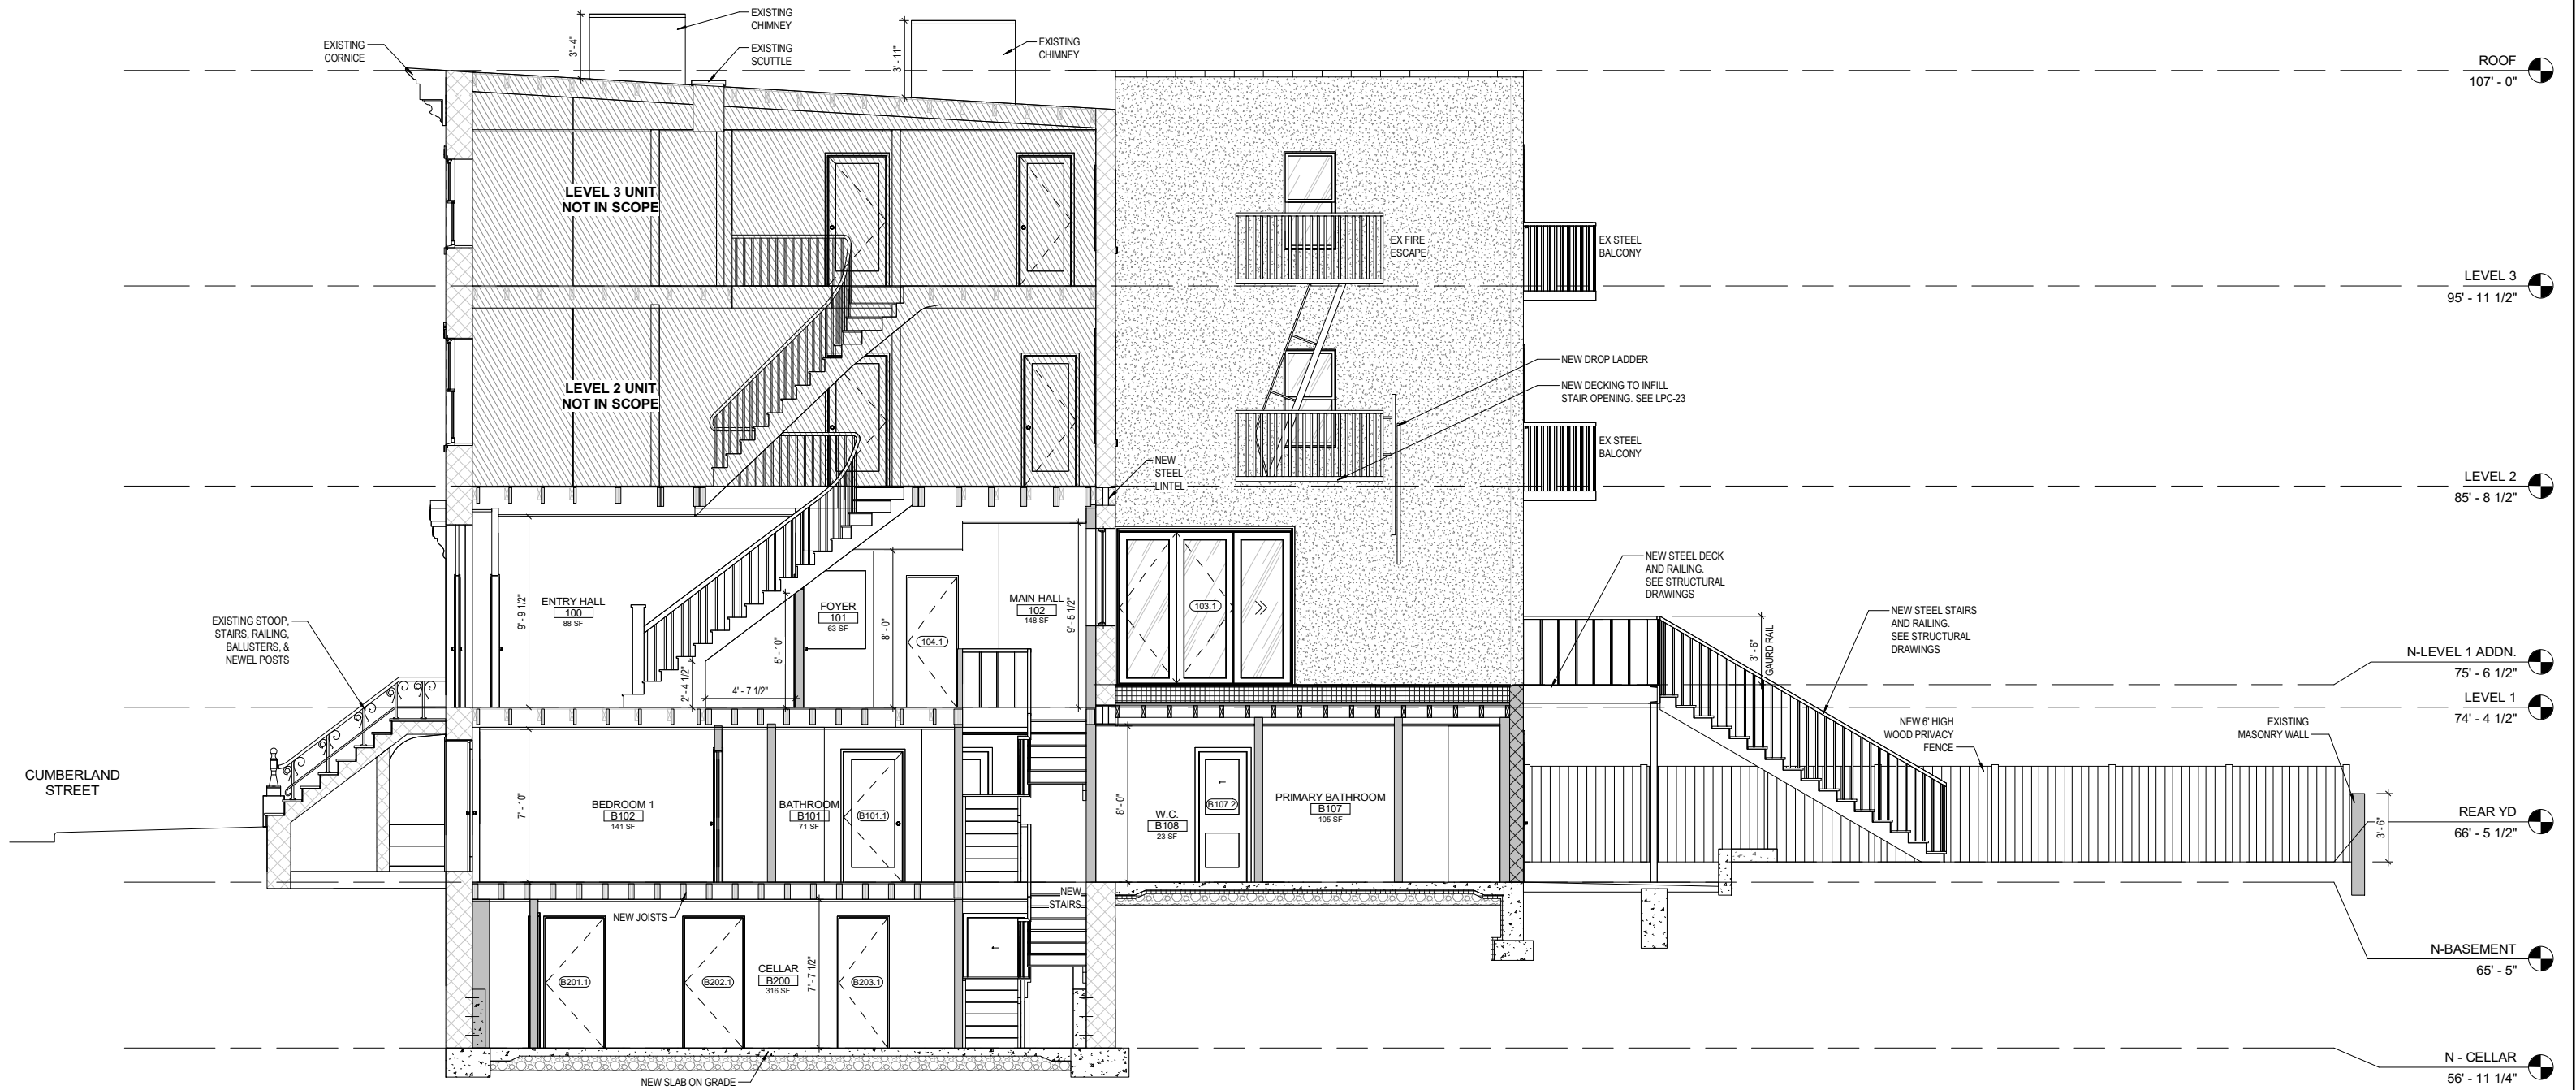 EXISTING
CHIMNEY
EXISTING
CORNICE
3' - 4"
EXISTING
SCUTTLE
3' - 11"
EXISTING
CHIMNEY
ROOF
107' - 0"
LEVEL 3 UNIT
NOT IN SCOPE
EX FIRE
ESCAPE
EX STEEL
BALCONY
LEVEL 3
95' - 11 1/2"
LEVEL 2 UNIT
NOT IN SCOPE
NEW DROP LADDER
NEW DECKING TO INFILL
STAIR OPENING. SEE LPC-23
EX STEEL
BALCONY
NEW
STEEL
LINTEL
LEVEL 2
85' - 8 1/2"
EXISTING STOOP,
STAIRS, RAILING,
BALUSTERS, &
NEWEL POSTS
9' - 9 1/2"
ENTRY HALL
100
88 SF
2' - 4 1/2"
4' - 7 1/2"
5' - 10"
FOYER
101
63 SF
8' - 0"
104.1
MAIN HALL
102
148 SF
9' - 5 1/2"
103.1
NEW STEEL DECK
AND RAILING.
SEE STRUCTURAL
DRAWINGS
3' - 6"
GAURD RAIL
NEW STEEL STAIRS
AND RAILING.
SEE STRUCTURAL
DRAWINGS
N-LEVEL 1 ADDN.
75' - 6 1/2"
LEVEL 1
74' - 4 1/2"
NEW 6' HIGH
WOOD PRIVACY
FENCE
EXISTING
MASONRY WALL
CUMBERLAND
STREET
7' - 10"
BEDROOM 1
B102
141 SF
BATHROOM
B101
71 SF
B101.1
8' - 0"
W.C.
B108
23 SF
B107.2
PRIMARY BATHROOM
B107
105 SF
3' - 6"
REAR YD
66' - 5 1/2"
NEW JOISTS
NEW
STAIRS
N-BASEMENT
65' - 5"
B201.1
B202.1
CELLAR
B200
316 SF
7' - 7 1/2"
B203.1
NEW SLAB ON GRADE
N - CELLAR
56' - 11 1/4"